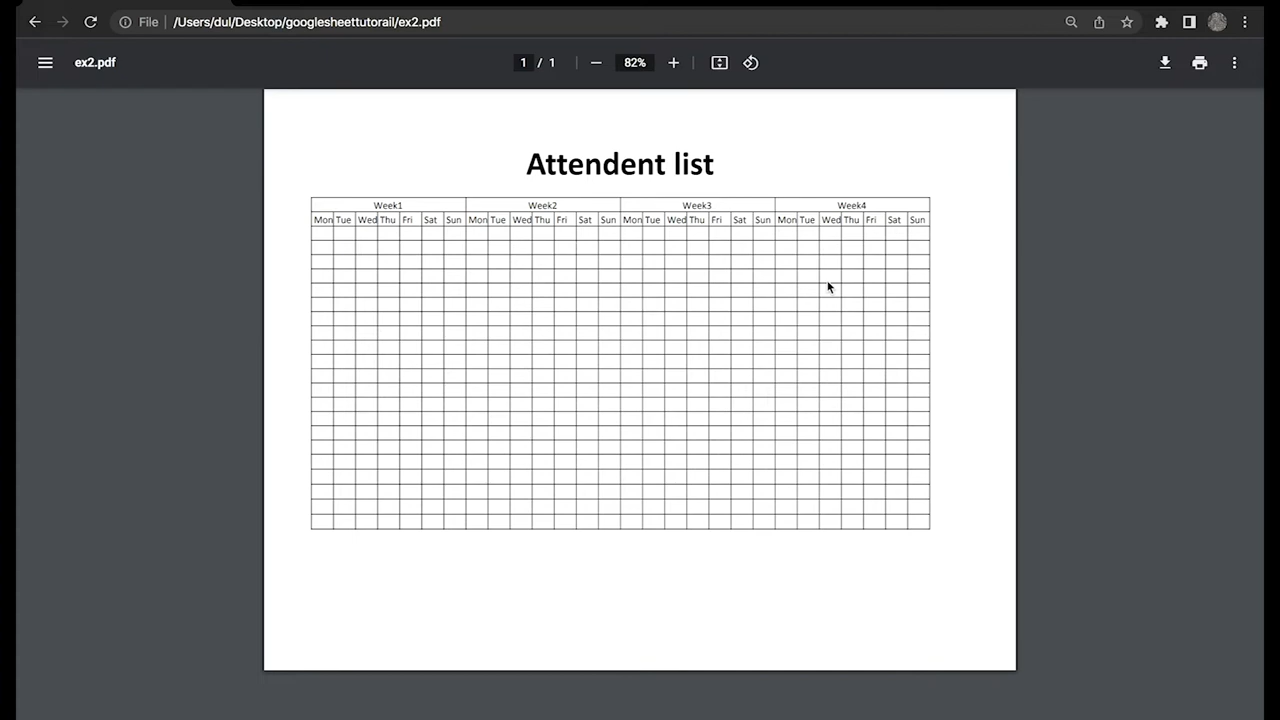 File /Users/dul/Desktop/googlesheettutorail/ex2.pdf
ex2.pdf 1 / 1 82%
Attendent list
Week1 Week2 Week3 Week4
Mon Tue Wed Thu Fri Sat Sun Mon Tue Wed Thu Fri Sat Sun Mon Tue Wed Thu Fri Sat Sun Mon Tue Wed Thu Fri Sat Sun